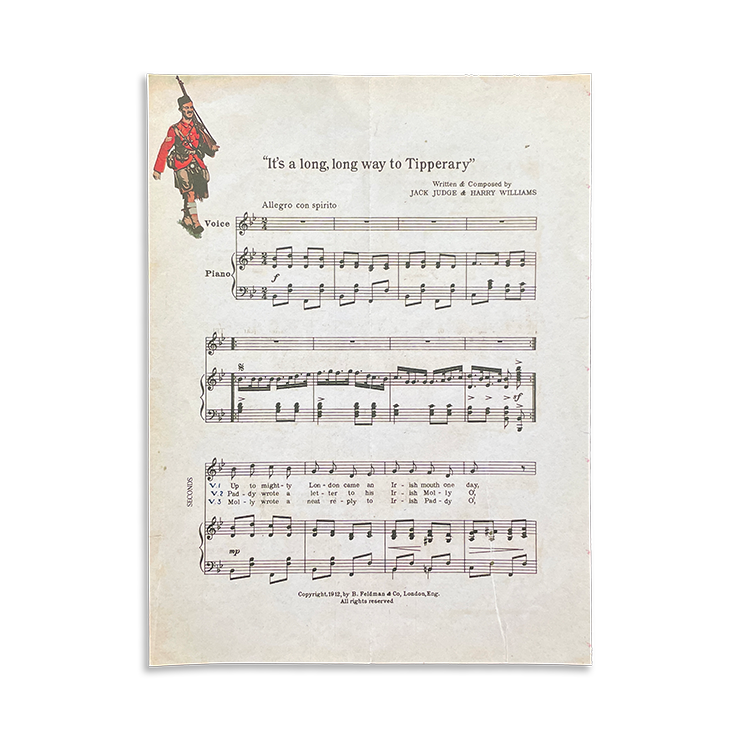 "It's a long, long way to Tipperary"
Written & Composed by
JACK JUDGE & HARRY WILLIAMS
Allegro con spirito
Voice
Piano
f
sf
SECONDS
V.1 Up to might-ty Lon-don came an Ir-ish mouth one day,
V.2 Pad-dy wrote a let-ter to his Ir-ish Mol-ly O',
V.3 Mol-ly wrote a neat re-ply to Ir-ish Pad-dy O',
mp
Copyright.1912, by B. Feldman & Co, London, Eng.
All rights reserved